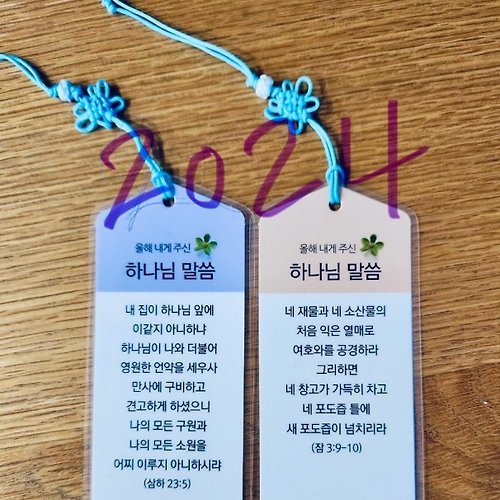 2024
올해 내게 주신
하나님 말씀
내 집이 하나님 앞에
이같지 아니하냐
하나님이 나와 더불어
영원한 언약을 세우사
만사에 구비하고
견고하게 하셨으니
나의 모든 구원과
나의 모든 소원을
어찌 이루지 아니하시랴
(삼하 23:5)
올해 내게 주신
하나님 말씀
네 재물과 네 소산물의
처음 익은 열매로
여호와를 공경하라
그리하면
네 창고가 가득히 차고
네 포도즙 틀에
새 포도즙이 넘치리라
(잠 3:9-10)